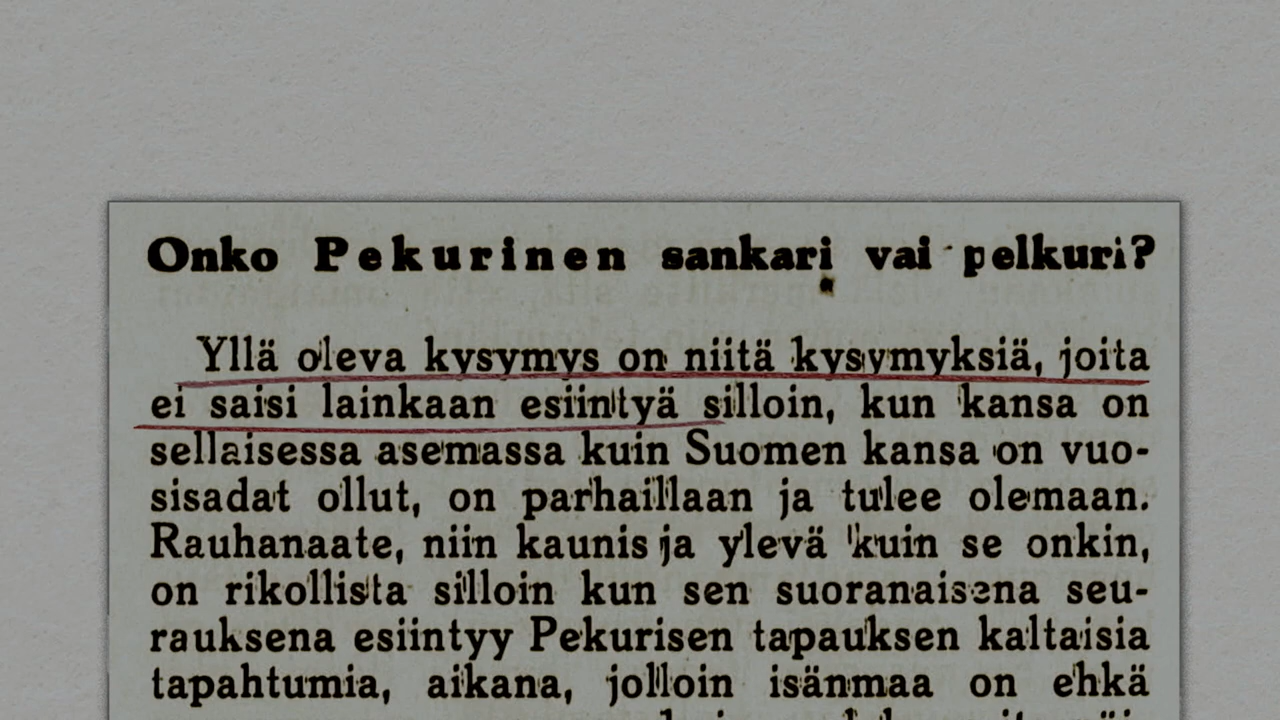 Onko Pekurinen sankari vai pelkuri?
Yllä oleva kysymys on niitä kysymyksiä, joita
ei saisi lainkaan esiintyä silloin, kun kansa on
sellaisessa asemassa kuin Suomen kansa on vuo-
sisadat ollut, on parhaillaan ja tulee olemaan.
Rauhanaate, niin kaunis ja ylevä kuin se onkin,
on rikollista silloin kun sen suoranaisena seu-
rauksena esiintyy Pekurisen tapauksen kaltaisia
tapahtumia, aikana, jolloin isänmaa on ehkä